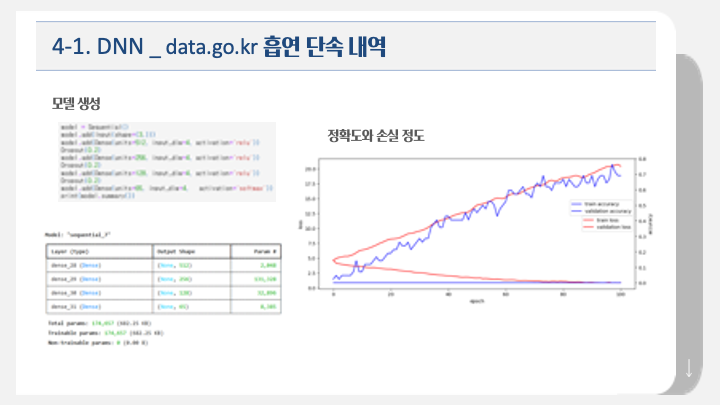 4-1. DNN _ data.go.kr 흡연 단속 내역
모델 생성
model = Sequential()
model.add(Input(shape=(3,)))
model.add(Dense(units=512, input_dim=4, activation='relu'))
Dropout(0.2)
model.add(Dense(units=256, input_dim=4, activation='relu'))
Dropout(0.2)
model.add(Dense(units=128, input_dim=4, activation='relu'))
Dropout(0.2)
model.add(Dense(units=65, input_dim=4, activation='softmax'))
print(model.summary())
Model: "sequential_7"
Layer (type) Output Shape Param #
dense_28 (Dense) (None, 512) 2,048
dense_29 (Dense) (None, 256) 131,328
dense_30 (Dense) (None, 128) 32,896
dense_31 (Dense) (None, 65) 8,385
Total params: 174,657 (682.25 KB)
Trainable params: 174,657 (682.25 KB)
Non-trainable params: 0 (0.00 B)
정확도와 손실 정도
train accuracy
validation accuracy
train loss
validation loss
20.0
17.5
15.0
12.5
10.0
7.5
5.0
2.5
0.0
loss
0.8
0.7
0.6
0.5
0.4
0.3
0.2
0.1
0.0
accuracy
0 20 40 60 80 100
epoch